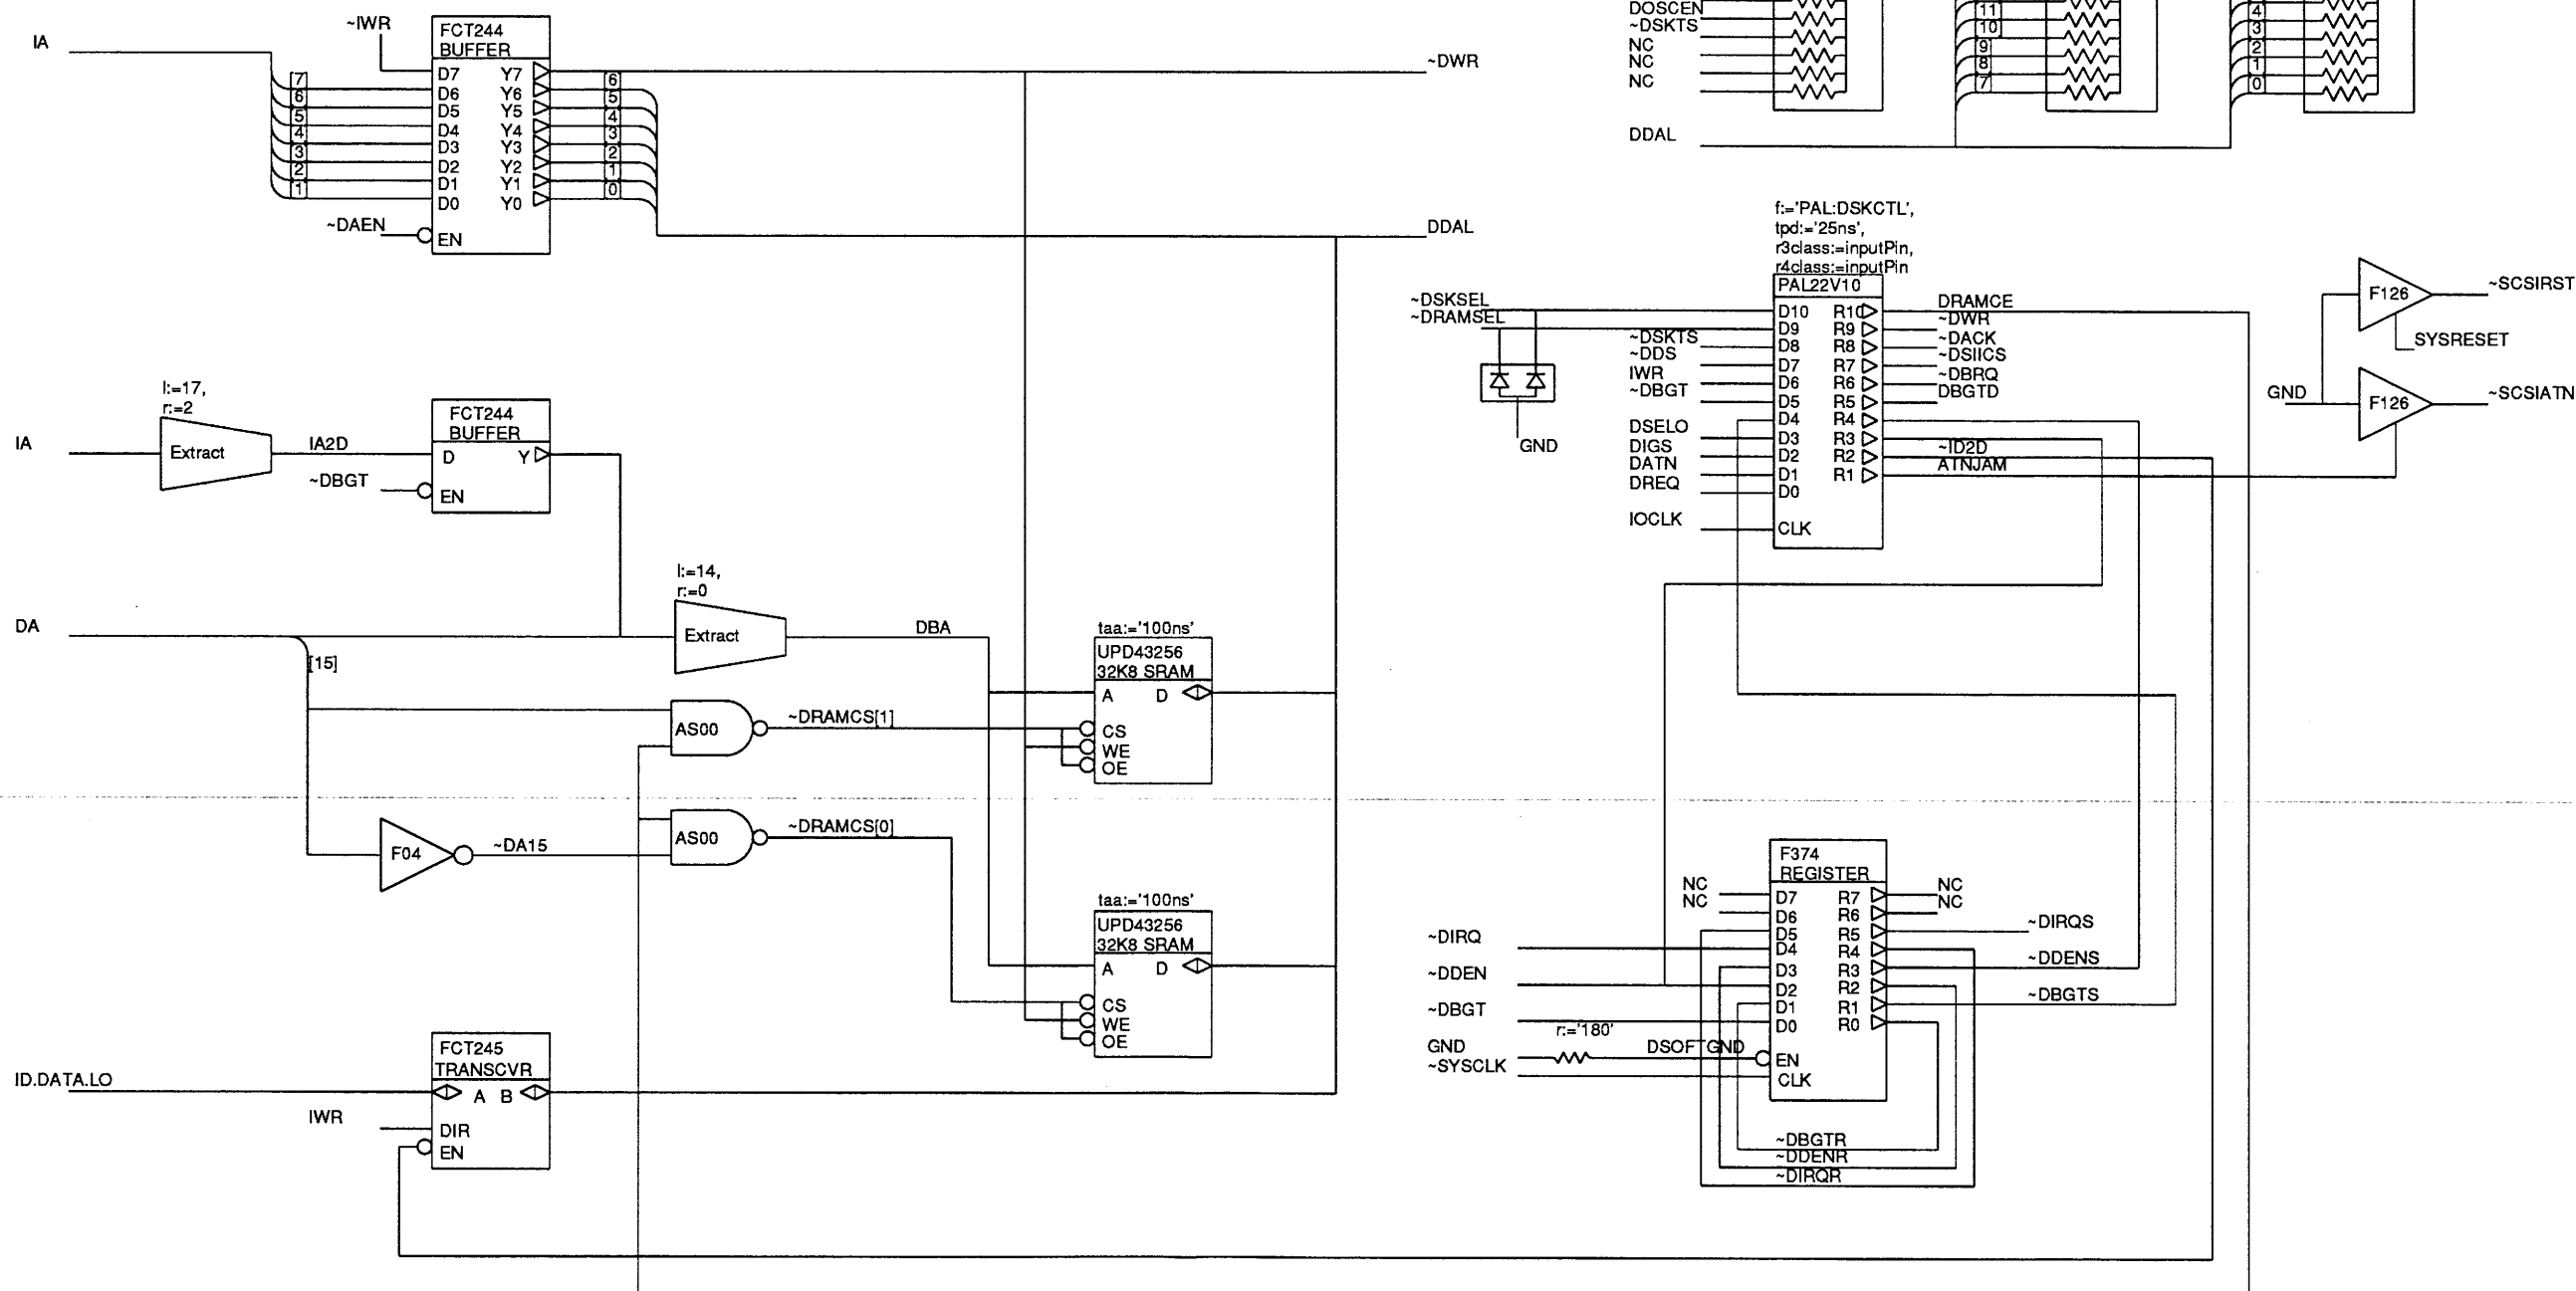 IA
~IWR
FCT244
BUFFER
D7 Y7
D6 Y6
D5 Y5
D4 Y4
D3 Y3
D2 Y2
D1 Y1
D0 Y0
EN
7
6
5
4
3
2
1
6
5
4
3
2
1
0
~DAEN
~DWR
DDAL
DOSCEN
~DSKTS
NC
NC
NC
DDAL
11
10
9
8
7
4
3
2
1
0
l:=17,
r:=2
IA
Extract
IA2D
~DBGT
FCT244
BUFFER
D Y
EN
DA
[15]
l:=14,
r:=0
Extract
DBA
AS00
~DRAMCS[1]
AS00
~DRAMCS[0]
F04
~DA15
taa:='100ns'
UPD43256
32K8 SRAM
A D
CS
WE
OE
taa:='100ns'
UPD43256
32K8 SRAM
A D
CS
WE
OE
ID.DATA.LO
IWR
FCT245
TRANSCVR
A B
DIR
EN
f:='PAL:DSKCTL',
tpd:='25ns',
r3class:=inputPin,
r4class:=inputPin
PAL22V10
~DSKSEL
~DRAMSEL
~DSKTS
~DDS
IWR
~DBGT
DSELO
DIGS
DATN
DREQ
IOCLK
GND
D10 R10
D9 R9
D8 R8
D7 R7
D6 R6
D5 R5
D4 R4
D3 R3
D2 R2
D1 R1
D0
CLK
DRAMCE
~DWR
~DACK
~DSIICS
~DBRQ
DBGTD
~ID2D
ATNJAM
F126
~SCSIRST
SYSRESET
GND
F126
~SCSIATN
F374
REGISTER
NC
NC
D7 R7
D6 R6
D5 R5
D4 R4
D3 R3
D2 R2
D1 R1
D0 R0
EN
CLK
NC
NC
~DIRQS
~DDENS
~DBGTS
~DIRQ
~DDEN
~DBGT
r:='180'
GND
DSOFTGND
~SYSCLK
~DBGTR
~DDENR
~DIRQR